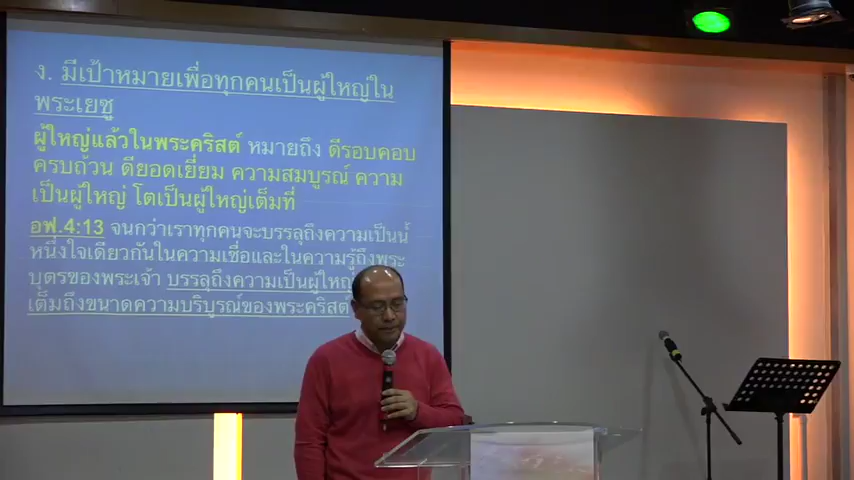 ง. มีเป้าหมายเพื่อทุกคนเป็นผู้ใหญ่ใน
พระเยซู
ผู้ใหญ่แล้วในพระคริสต์ หมายถึง ดีรอบคอบ
ครบถ้วน ดียอดเยี่ยม ความสมบูรณ์ ความ
เป็นผู้ใหญ่ โตเป็นผู้ใหญ่เต็มที่
อฟ.4:13 จนกว่าเราทุกคนจะบรรลุถึงความเป็นน้ำ
หนึ่งใจเดียวกันในความเชื่อและในความรู้ถึงพระ
บุตรของพระเจ้า บรรลุถึงความเป็นผู้ใหญ่
เต็มถึงขนาดความบริบูรณ์ของพระคริสต์